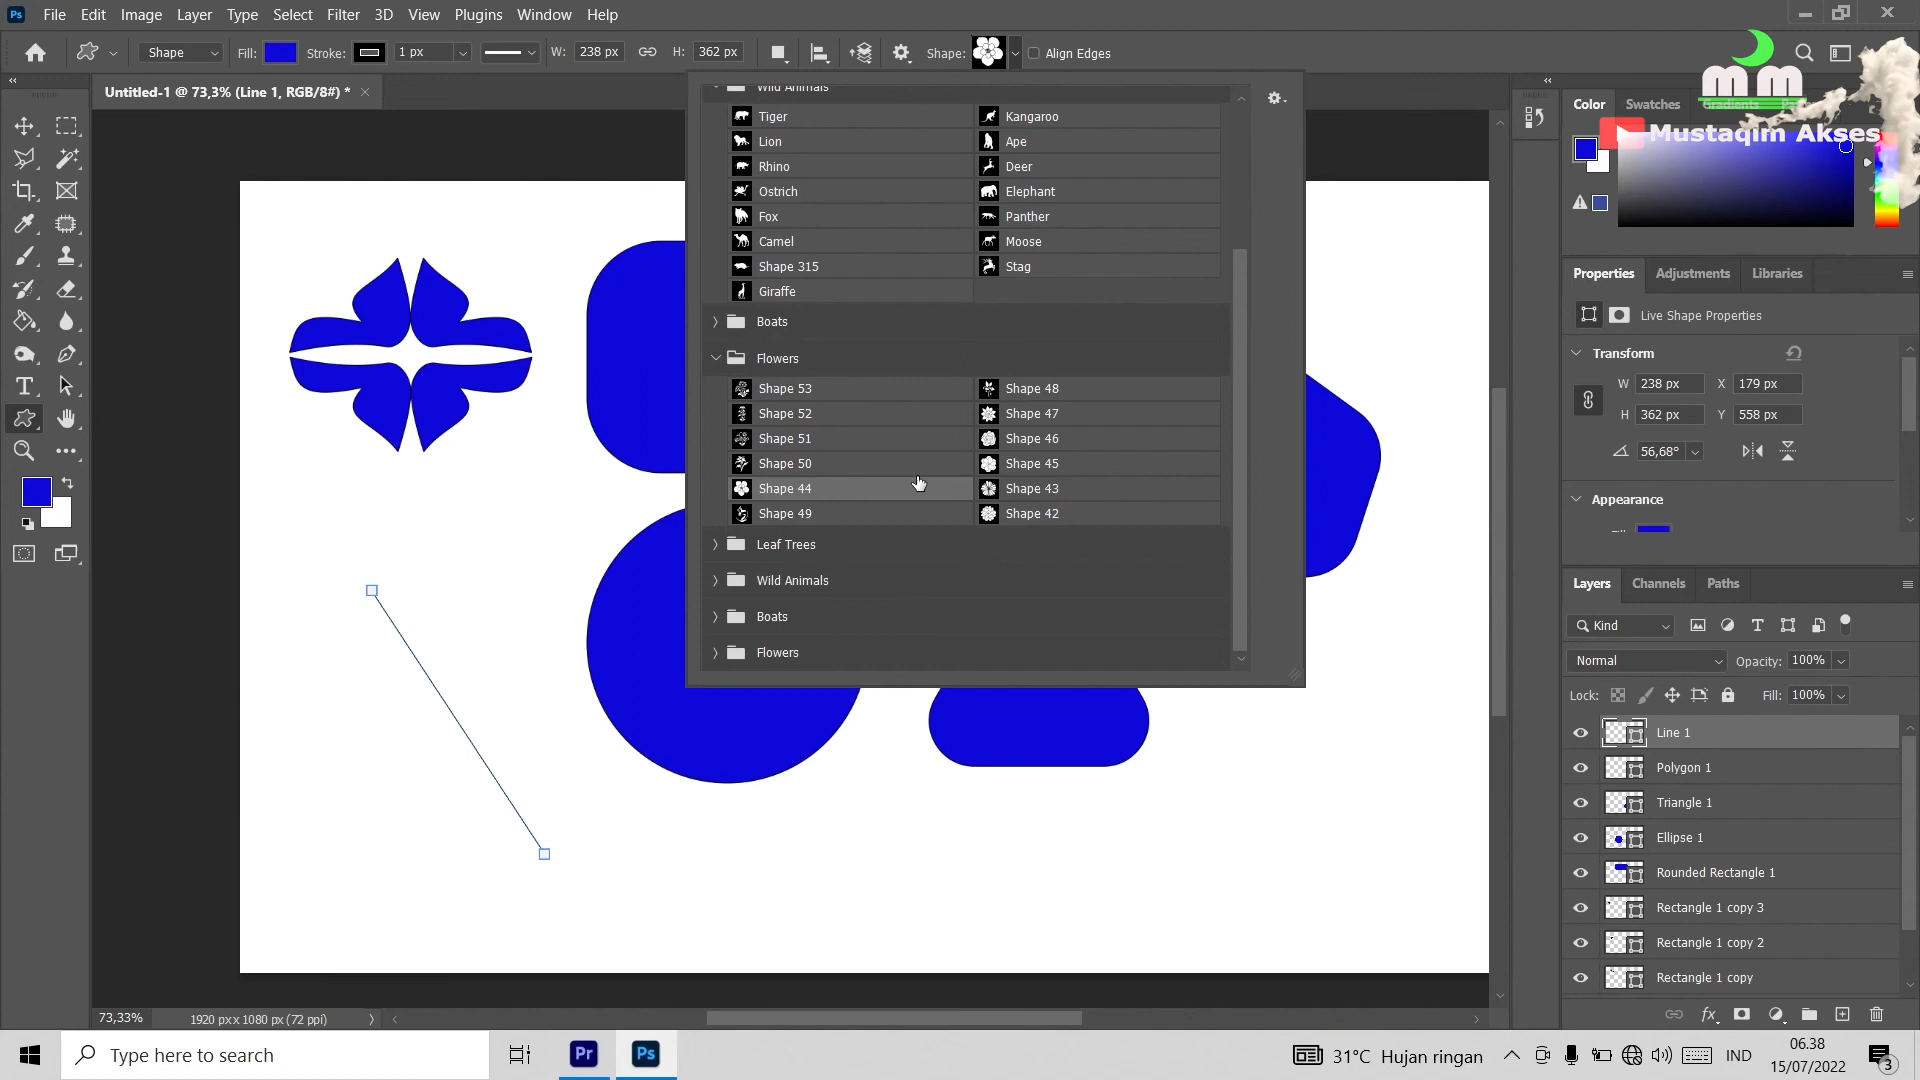 File Edit Image Layer Type Select Filter 3D View Plugins Window Help
Shape Fill: Stroke: 1 px W: 238 px H: 362 px Shape: Align Edges
Untitled-1 @ 73,3% (Line 1, RGB/8#) *
mm
Mustaqim Akses
Wild Animals
Tiger Kangaroo
Lion Ape
Rhino Deer
Ostrich Elephant
Fox Panther
Camel Moose
Shape 315 Stag
Giraffe
Boats
Flowers
Shape 53 Shape 48
Shape 52 Shape 47
Shape 51 Shape 46
Shape 50 Shape 45
Shape 44 Shape 43
Shape 49 Shape 42
Leaf Trees
Wild Animals
Boats
Flowers
Color Swatches Gradients
Properties Adjustments Libraries
Live Shape Properties
Transform
W 238 px X 179 px
H 362 px Y 558 px
56,68°
Appearance
Layers Channels Paths
Kind
Normal Opacity: 100%
Lock: Fill: 100%
Line 1
Polygon 1
Triangle 1
Ellipse 1
Rounded Rectangle 1
Rectangle 1 copy 3
Rectangle 1 copy 2
Rectangle 1 copy
fx
73,33% 1920 px x 1080 px (72 ppi)
Type here to search
Pr
Ps
31°C Hujan ringan
IND
06.38
15/07/2022
3